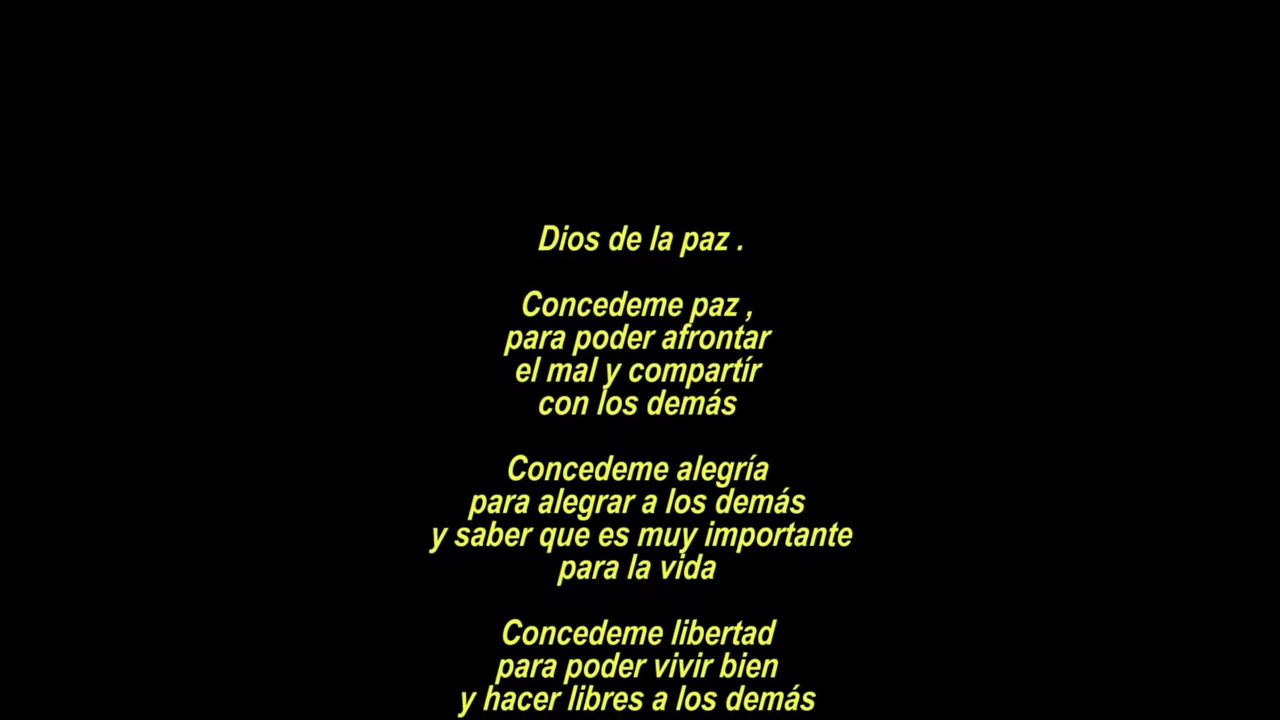 Dios de la paz .
Concedeme paz ,
para poder afrontar
el mal y compartír
con los demás
Concedeme alegría
para alegrar a los demás
y saber que es muy importante
para la vida
Concedeme libertad
para poder vivir bien
y hacer libres a los demás